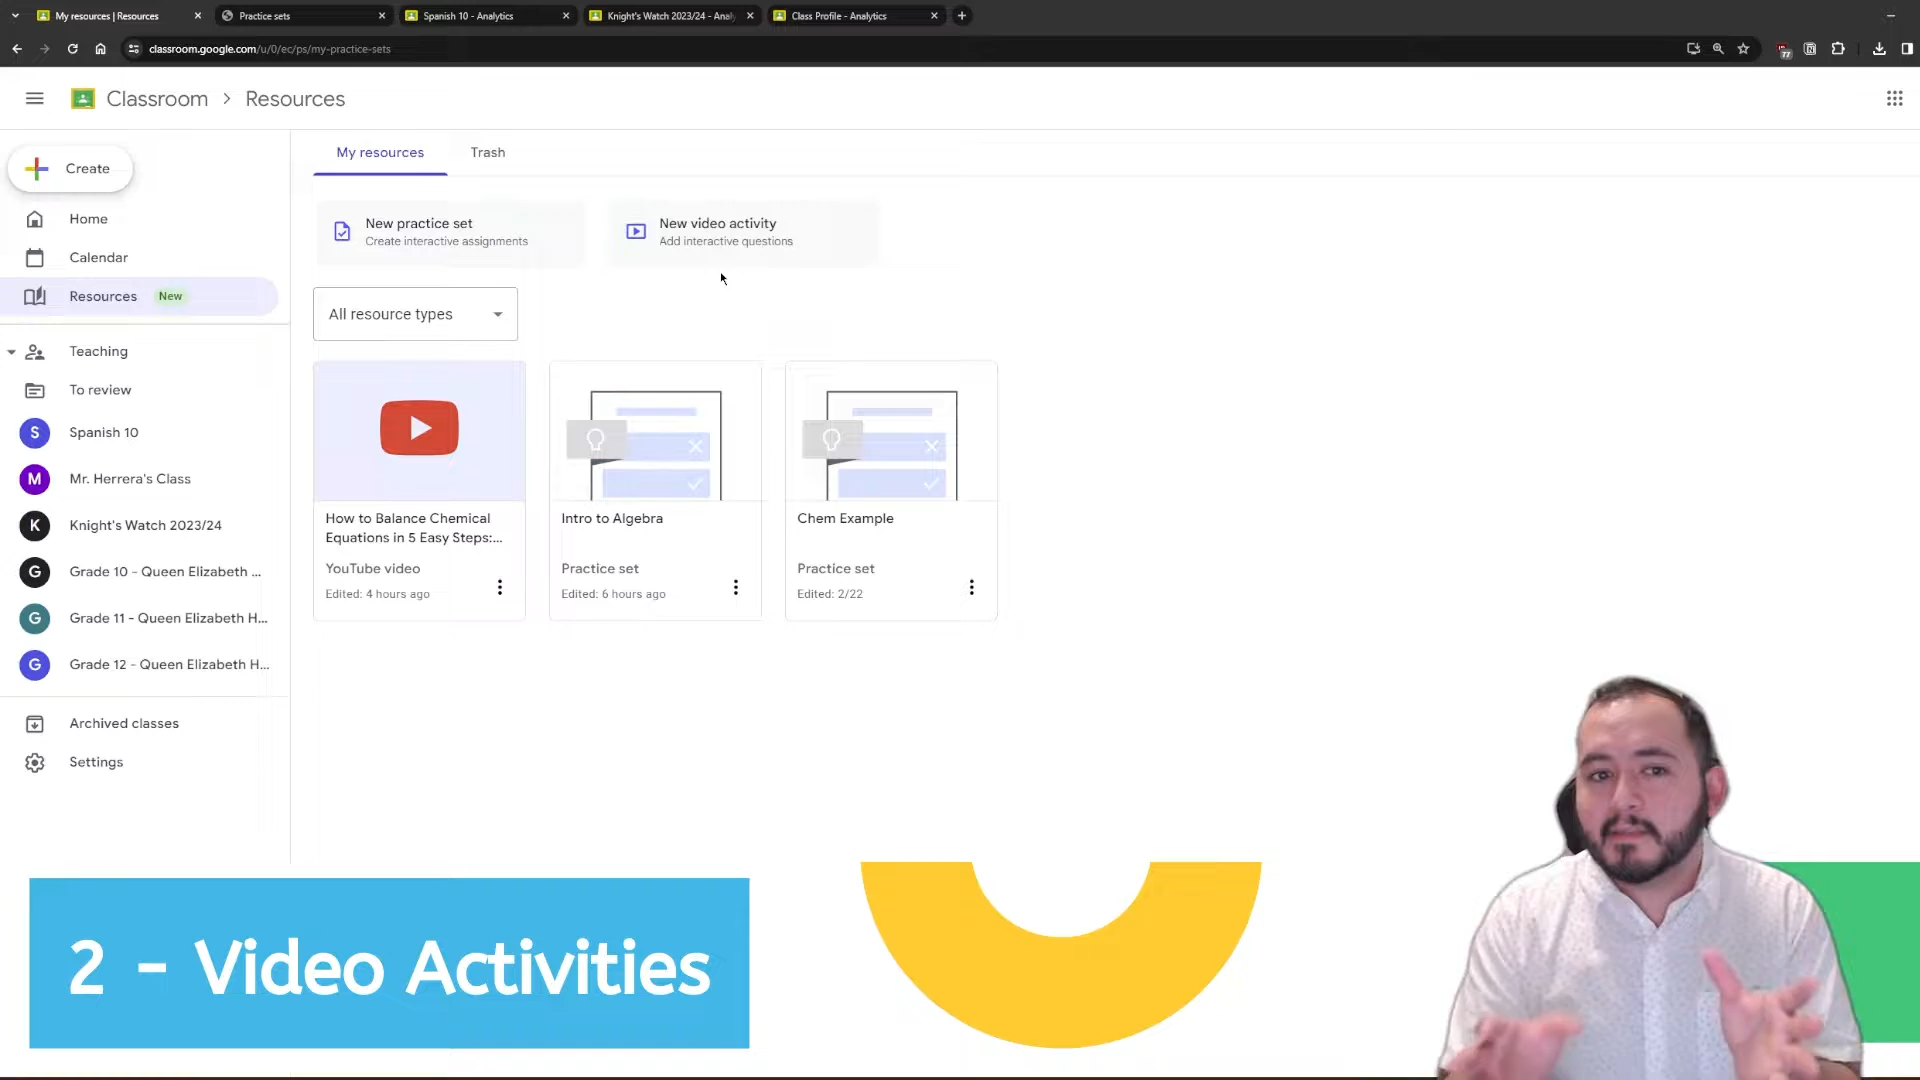 My resources | Resources
Practice sets
Spanish 10 - Analytics
Knight's Watch 2023/24 - Anal
Class Profile - Analytics
classroom.google.com/u/0/ec/ps/my-practice-sets
77
Classroom > Resources
Create
Home
Calendar
Resources New
Teaching
To review
S Spanish 10
M Mr. Herrera's Class
K Knight's Watch 2023/24
G Grade 10 - Queen Elizabeth ...
G Grade 11 - Queen Elizabeth H...
G Grade 12 - Queen Elizabeth H...
Archived classes
Settings
My resources
Trash
New practice set
Create interactive assignments
New video activity
Add interactive questions
All resource types
How to Balance Chemical
Equations in 5 Easy Steps:...
YouTube video
Edited: 4 hours ago
Intro to Algebra
Practice set
Edited: 6 hours ago
Chem Example
Practice set
Edited: 2/22
2 - Video Activities